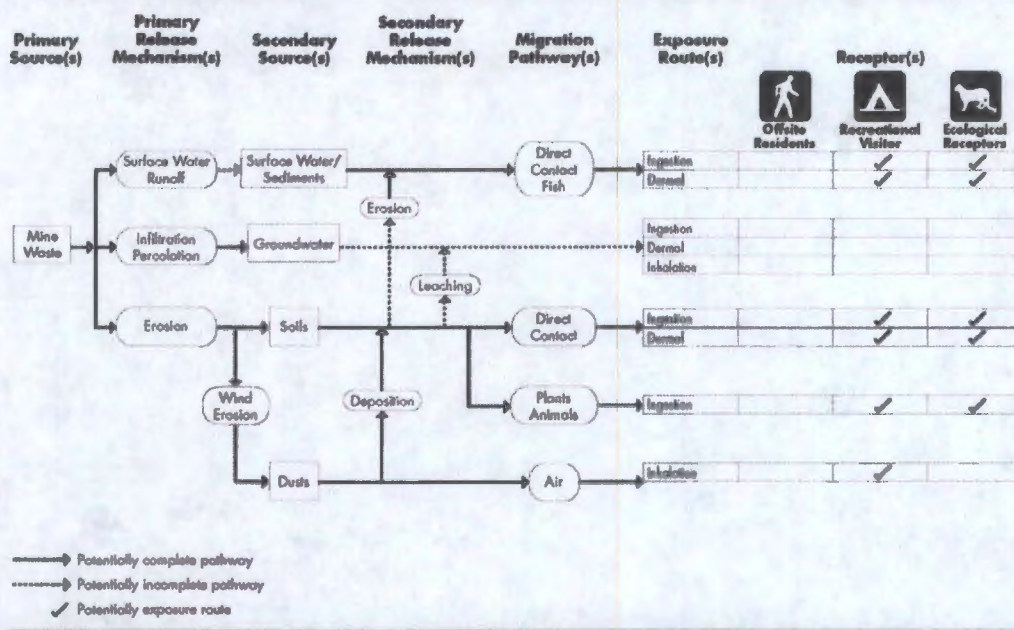 Primary
Source(s)
Primary
Release
Mechanism(s)
Secondary
Source(s)
Secondary
Release
Mechanism(s)
Migration
Pathway(s)
Exposure
Route(s)
Receptor(s)
Offsite
Residents
Recreational
Visitor
Ecological
Receptors
Mine
Waste
Surface Water
Runoff
Surface Water/
Sediments
Erosion
Direct
Contact
Fish
Ingestion
Dermal
Infiltration
Percolation
Groundwater
Leaching
Ingestion
Dermal
Inhalation
Erosion
Soils
Direct
Contact
Ingestion
Dermal
Wind
Erosion
Deposition
Plants
Animals
Ingestion
Dusts
Air
Inhalation
Potentially complete pathway
Potentially incomplete pathway
Potentially exposure route